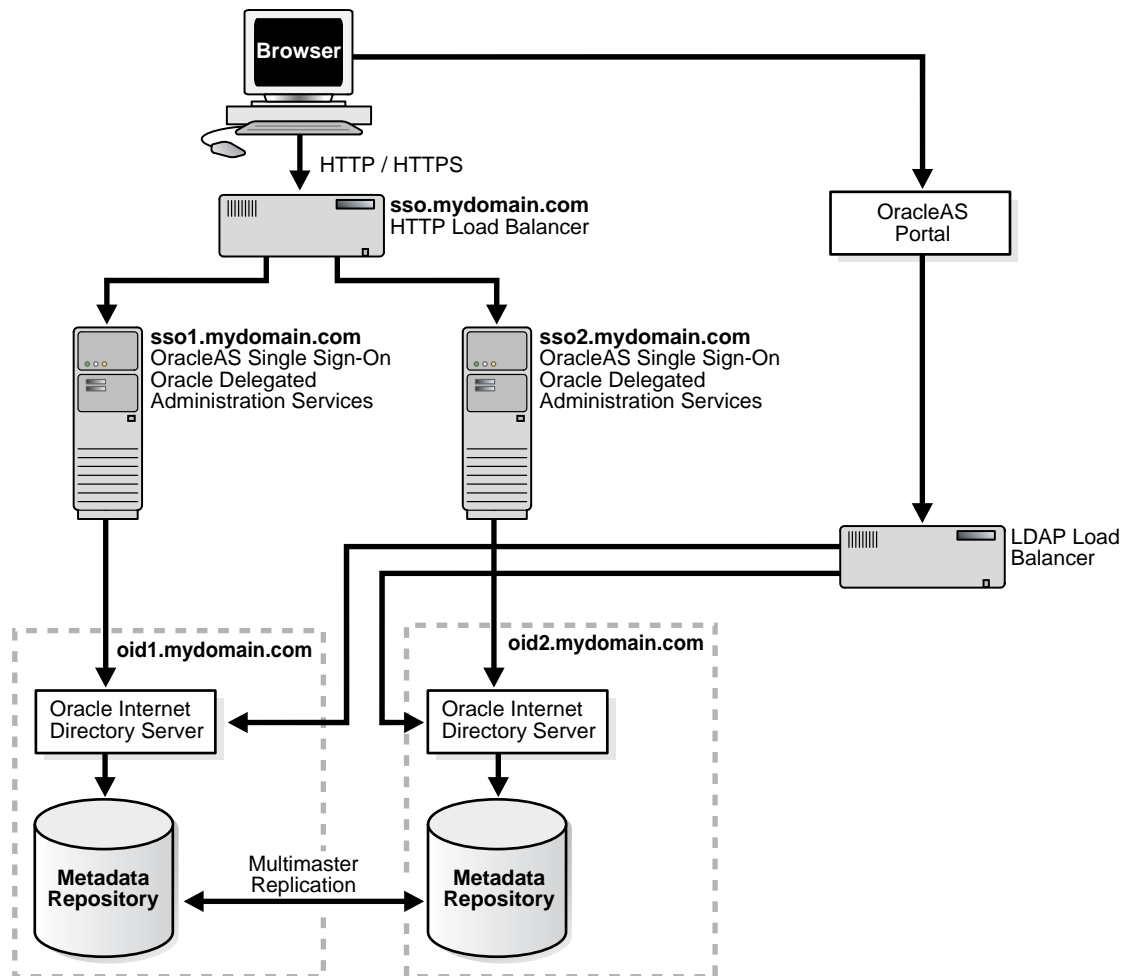 Browser
HTTP / HTTPS
sso.mydomain.com
HTTP Load Balancer
OracleAS
Portal
sso1.mydomain.com
OracleAS Single Sign-On
Oracle Delegated
Administration Services
sso2.mydomain.com
OracleAS Single Sign-On
Oracle Delegated
Administration Services
LDAP Load
Balancer
oid1.mydomain.com
oid2.mydomain.com
Oracle Internet
Directory Server
Oracle Internet
Directory Server
Metadata
Repository
Multimaster
Replication
Metadata
Repository